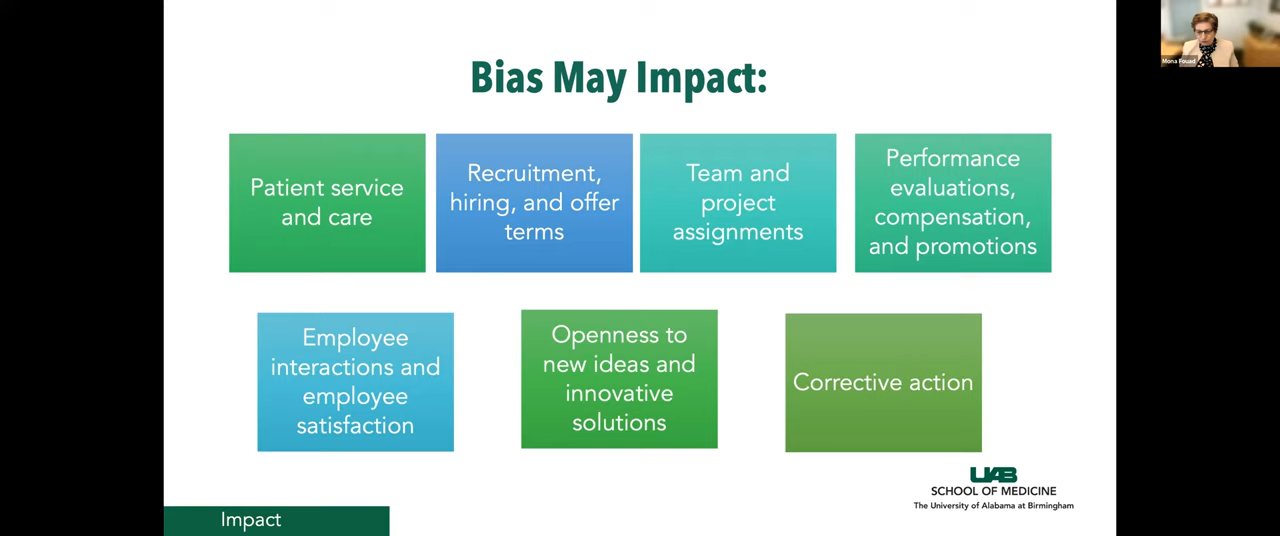 Bias May Impact:
Patient service
and care
Recruitment,
hiring, and offer
terms
Team and
project
assignments
Performance
evaluations,
compensation,
and promotions
Employee
interactions and
employee
satisfaction
Openness to
new ideas and
innovative
solutions
Corrective action
UAB
SCHOOL OF MEDICINE
The University of Alabama at Birmingham
Impact
Mona Fouad